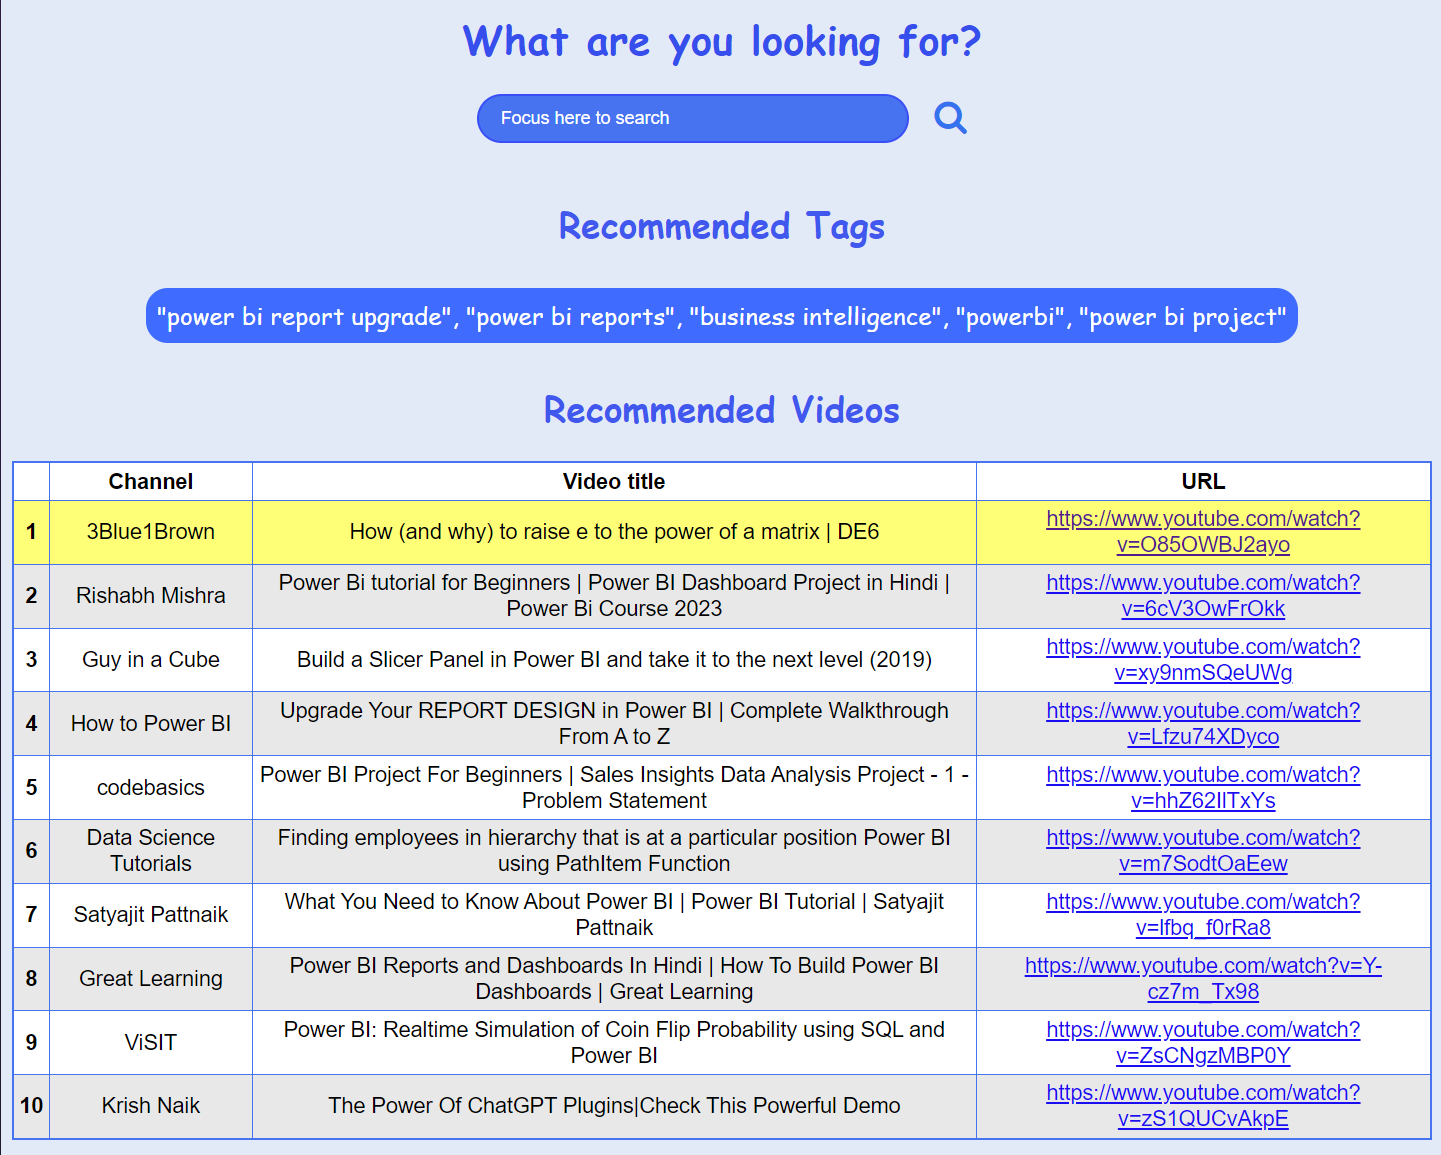 What are you looking for?
Focus here to search
Recommended Tags
"power bi report upgrade", "power bi reports", "business intelligence", "powerbi", "power bi project"
Recommended Videos
Channel Video title URL
1 3Blue1Brown How (and why) to raise e to the power of a matrix | DE6 https://www.youtube.com/watch?
v=O85OWBJ2ayo
2 Rishabh Mishra Power Bi tutorial for Beginners | Power BI Dashboard Project in Hindi |
Power Bi Course 2023 https://www.youtube.com/watch?
v=6cV3OwFrOkk
3 Guy in a Cube Build a Slicer Panel in Power BI and take it to the next level (2019) https://www.youtube.com/watch?
v=xy9nmSQeUWg
4 How to Power BI Upgrade Your REPORT DESIGN in Power BI | Complete Walkthrough
From A to Z https://www.youtube.com/watch?
v=Lfzu74XDyco
5 codebasics Power BI Project For Beginners | Sales Insights Data Analysis Project - 1 -
Problem Statement https://www.youtube.com/watch?
v=hhZ62IlTxYs
6 Data Science
Tutorials Finding employees in hierarchy that is at a particular position Power BI
using PathItem Function https://www.youtube.com/watch?
v=m7SodtOaEew
7 Satyajit Pattnaik What You Need to Know About Power BI | Power BI Tutorial | Satyajit
Pattnaik https://www.youtube.com/watch?
v=lfbq_f0rRa8
8 Great Learning Power BI Reports and Dashboards In Hindi | How To Build Power BI
Dashboards | Great Learning https://www.youtube.com/watch?v=Y-
cz7m_Tx98
9 ViSIT Power BI: Realtime Simulation of Coin Flip Probability using SQL and
Power BI https://www.youtube.com/watch?
v=ZsCNgzMBP0Y
10 Krish Naik The Power Of ChatGPT Plugins|Check This Powerful Demo https://www.youtube.com/watch?
v=zS1QUCvAkpE